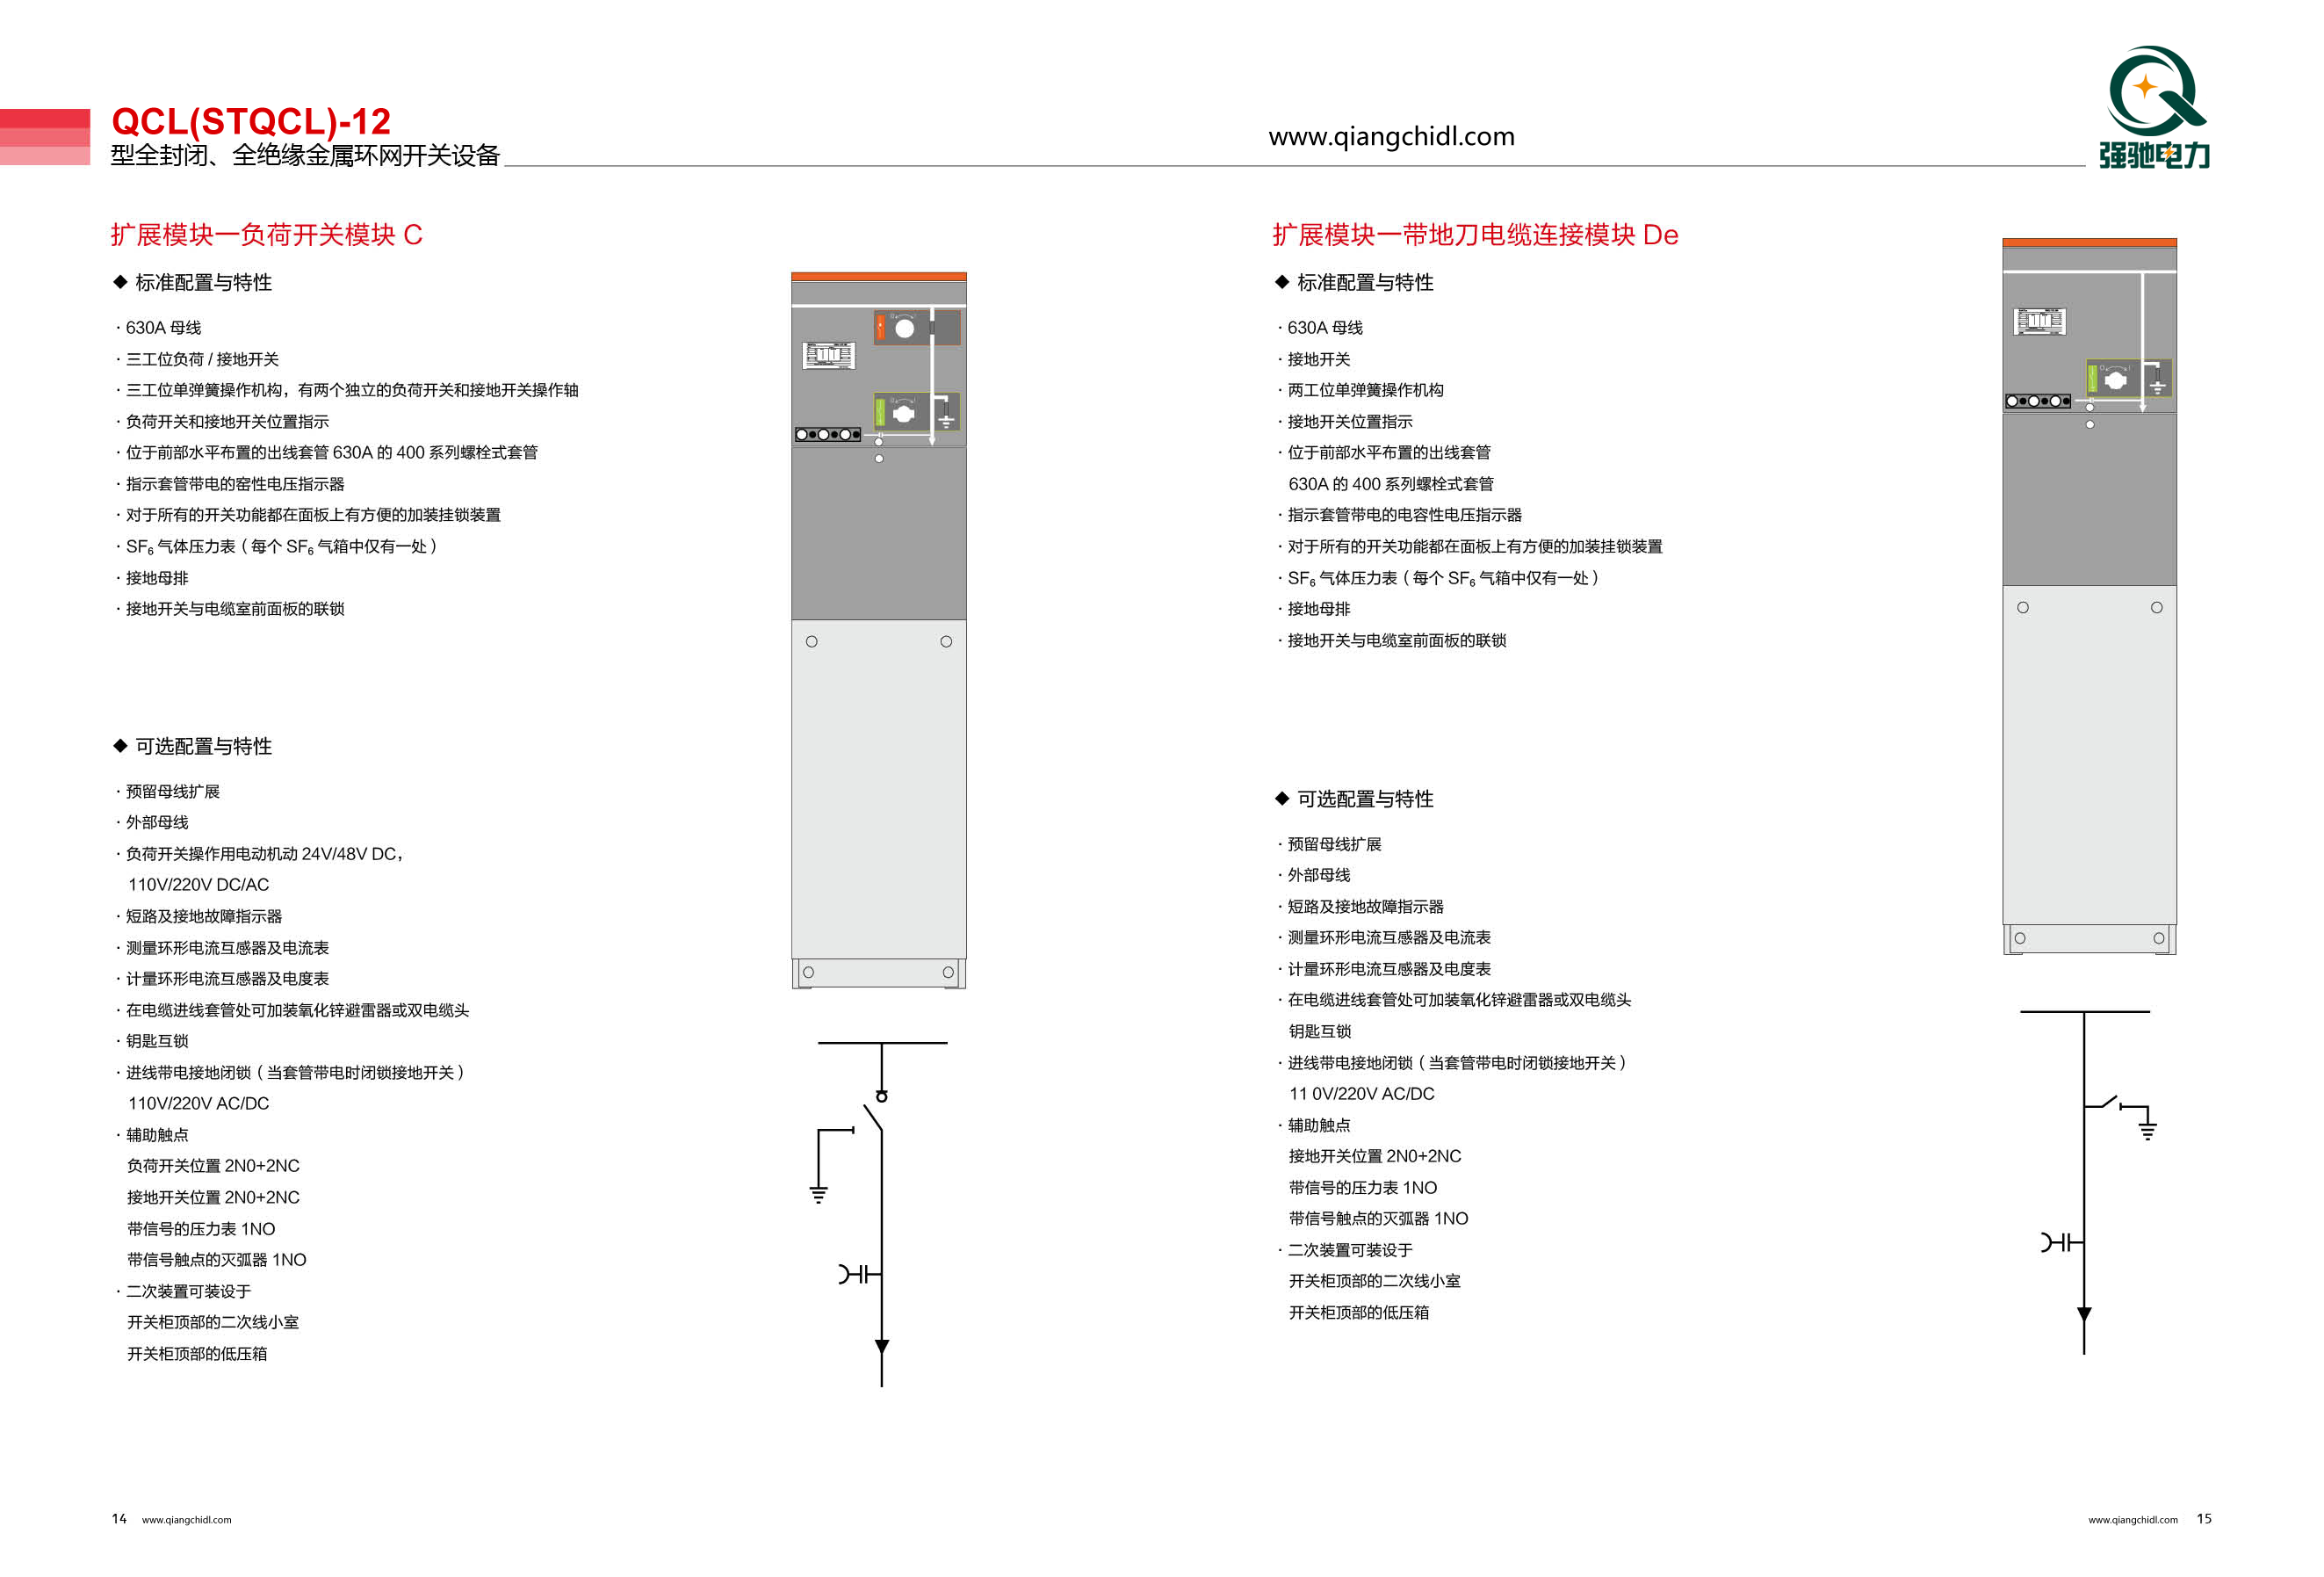 QCL(STQCL)-12
型全封闭、全绝缘金属环网开关设备
www.qiangchidl.com
强驰电力
扩展模块一负荷开关模块 C
◆ 标准配置与特性
· 630A 母线
· 三工位负荷 / 接地开关
· 三工位单弹簧操作机构，有两个独立的负荷开关和接地开关操作轴
· 负荷开关和接地开关位置指示
· 位于前部水平布置的出线套管 630A 的 400 系列螺栓式套管
· 指示套管带电的窑性电压指示器
· 对于所有的开关功能都在面板上有方便的加装挂锁装置
· SF₆ 气体压力表（每个 SF₆ 气箱中仅有一处）
· 接地母排
· 接地开关与电缆室前面板的联锁
◆ 可选配置与特性
· 预留母线扩展
· 外部母线
· 负荷开关操作用电动机动 24V/48V DC，
110V/220V DC/AC
· 短路及接地故障指示器
· 测量环形电流互感器及电流表
· 计量环形电流互感器及电度表
· 在电缆进线套管处可加装氧化锌避雷器或双电缆头
· 钥匙互锁
· 进线带电接地闭锁（当套管带电时闭锁接地开关）
110V/220V AC/DC
· 辅助触点
负荷开关位置 2N0+2NC
接地开关位置 2N0+2NC
带信号的压力表 1NO
带信号触点的灭弧器 1NO
· 二次装置可装设于
开关柜顶部的二次线小室
开关柜顶部的低压箱
14 www.qiangchidl.com
扩展模块一带地刀电缆连接模块 De
◆ 标准配置与特性
· 630A 母线
· 接地开关
· 两工位单弹簧操作机构
· 接地开关位置指示
· 位于前部水平布置的出线套管
630A 的 400 系列螺栓式套管
· 指示套管带电的电容性电压指示器
· 对于所有的开关功能都在面板上有方便的加装挂锁装置
· SF₆ 气体压力表（每个 SF₆ 气箱中仅有一处）
· 接地母排
· 接地开关与电缆室前面板的联锁
◆ 可选配置与特性
· 预留母线扩展
· 外部母线
· 短路及接地故障指示器
· 测量环形电流互感器及电流表
· 计量环形电流互感器及电度表
· 在电缆进线套管处可加装氧化锌避雷器或双电缆头
钥匙互锁
· 进线带电接地闭锁（当套管带电时闭锁接地开关）
11 0V/220V AC/DC
· 辅助触点
接地开关位置 2N0+2NC
带信号的压力表 1NO
带信号触点的灭弧器 1NO
· 二次装置可装设于
开关柜顶部的二次线小室
开关柜顶部的低压箱
www.qiangchidl.com 15